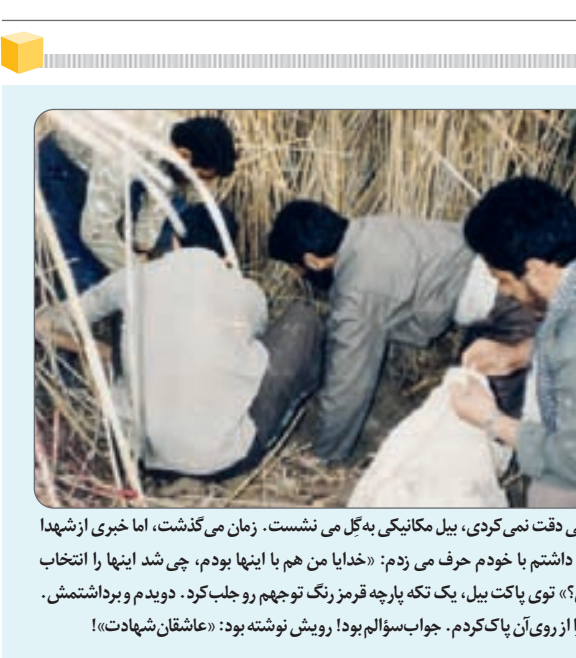 دقت نمی‌کردی، بیل مکانیکی به‌گِل می نشست. زمان می‌گذشت، اما خبری ازشهدا
داشتم با خودم حرف می زدم: «خدایا من هم با اینها بودم، چی‌شد اینها را انتخاب
توی پاکت بیل، یک تکه پارچه قرمز رنگ توجهم رو جلب‌کرد. دویدم و برداشتمش.
از روی‌آن پاک‌کردم. جواب‌سؤالم بود! رویش نوشته بود: «عاشقان شهادت»!